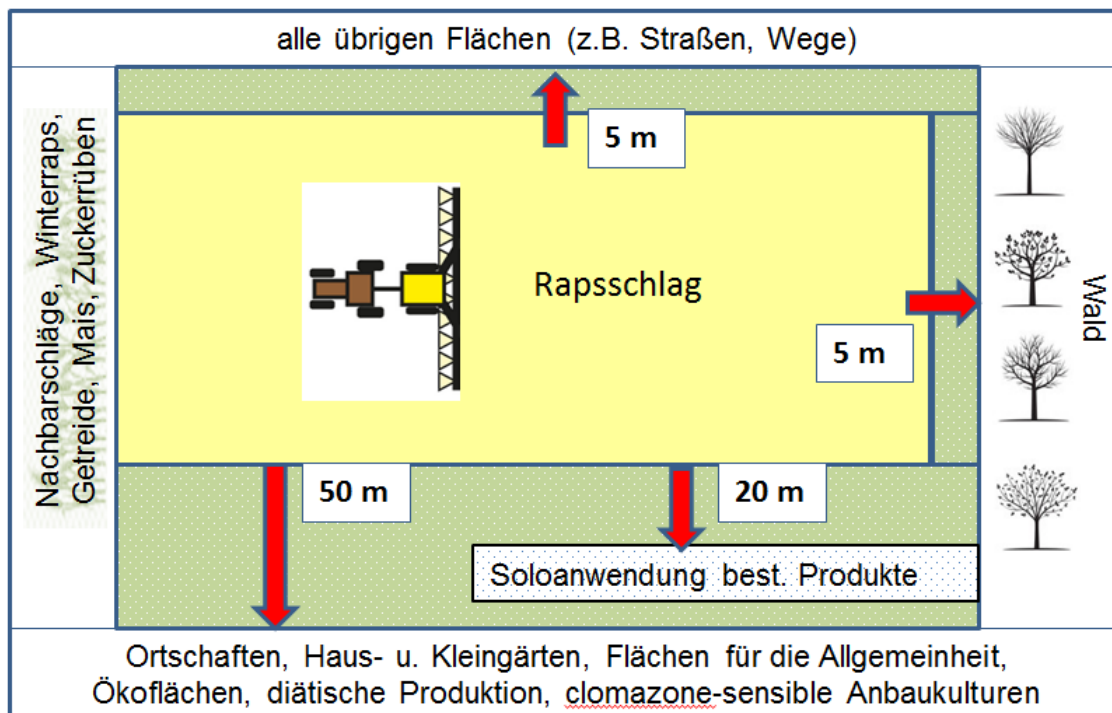 alle übrigen Flächen (z.B. Straßen, Wege)
Nachbarschläge, Winterraps,
Getreide, Mais, Zuckerrüben
5 m
Rapsschlag
5 m
Wald
50 m
20 m
Soloanwendung best. Produkte
Ortschaften, Haus- u. Kleingärten, Flächen für die Allgemeinheit,
Ökoflächen, diätische Produktion, clomazone-sensible Anbaukulturen